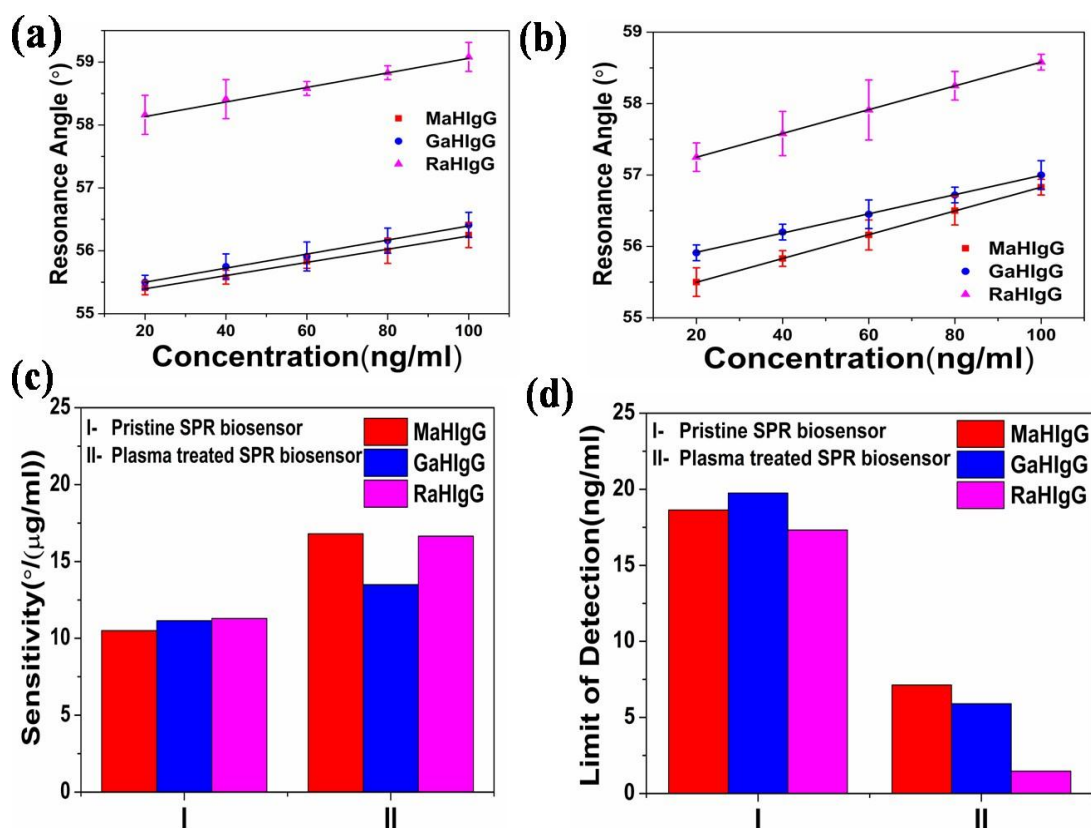 (a)
Resonance Angle (°)
59
58
57
56
55
MaHIgG
GaHIgG
RaHIgG
20 40 60 80 100
Concentration(ng/ml)
(b)
Resonance Angle (°)
59
58
57
56
55
MaHIgG
GaHIgG
RaHIgG
20 40 60 80 100
Concentration(ng/ml)
(c)
Sensitivity(°/(μg/ml))
25
20
15
10
5
0
I- Pristine SPR biosensor
II- Plasma treated SPR biosensor
MaHIgG
GaHIgG
RaHIgG
I II
(d)
Limit of Detection(ng/ml)
25
20
15
10
5
0
I- Pristine SPR biosensor
II- Plasma treated SPR biosensor
MaHIgG
GaHIgG
RaHIgG
I II